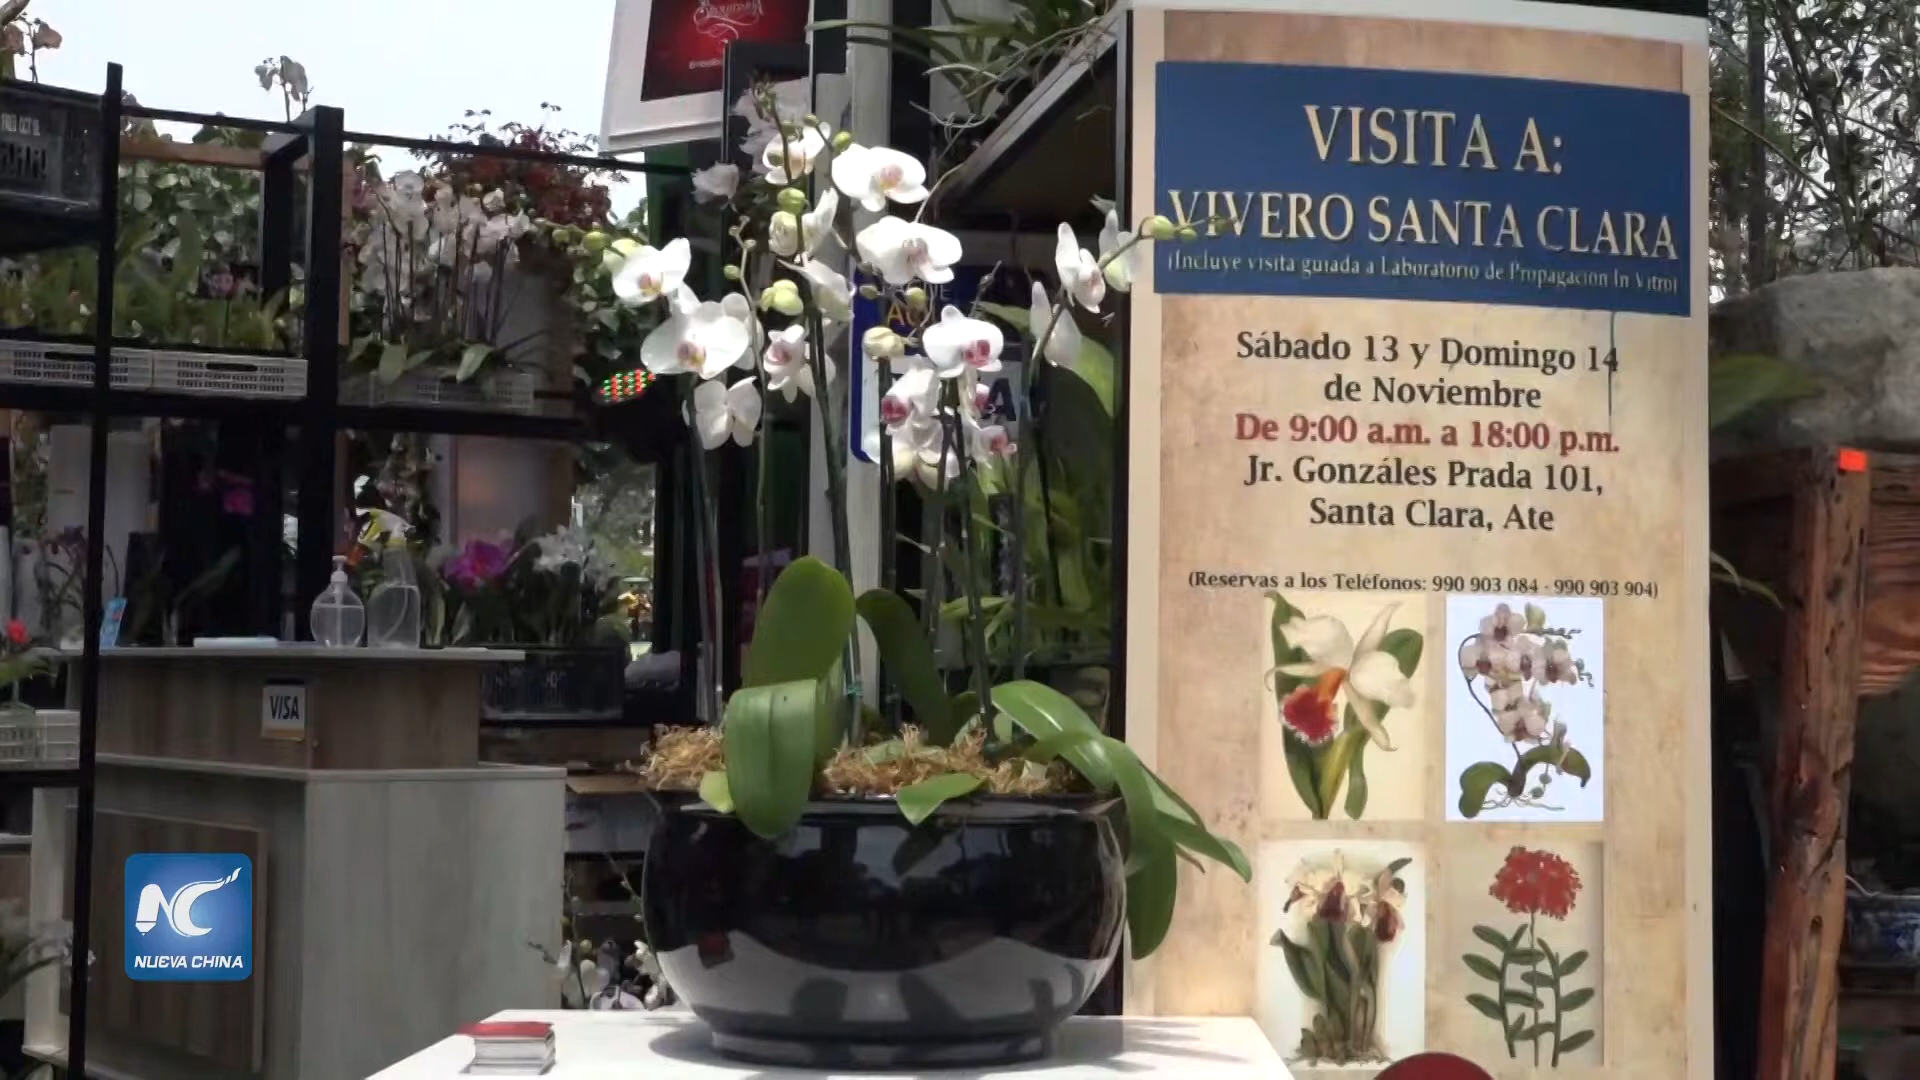 VISITA A:
VIVERO SANTA CLARA
(Incluye visita guiada a Laboratorio de Propagación In Vitro)
Sábado 13 y Domingo 14
de Noviembre
De 9:00 a.m. a 18:00 p.m.
Jr. Gonzáles Prada 101,
Santa Clara, Ate
(Reservas a los Teléfonos: 990 903 084 - 990 903 904)
VISA
NC
NUEVA CHINA